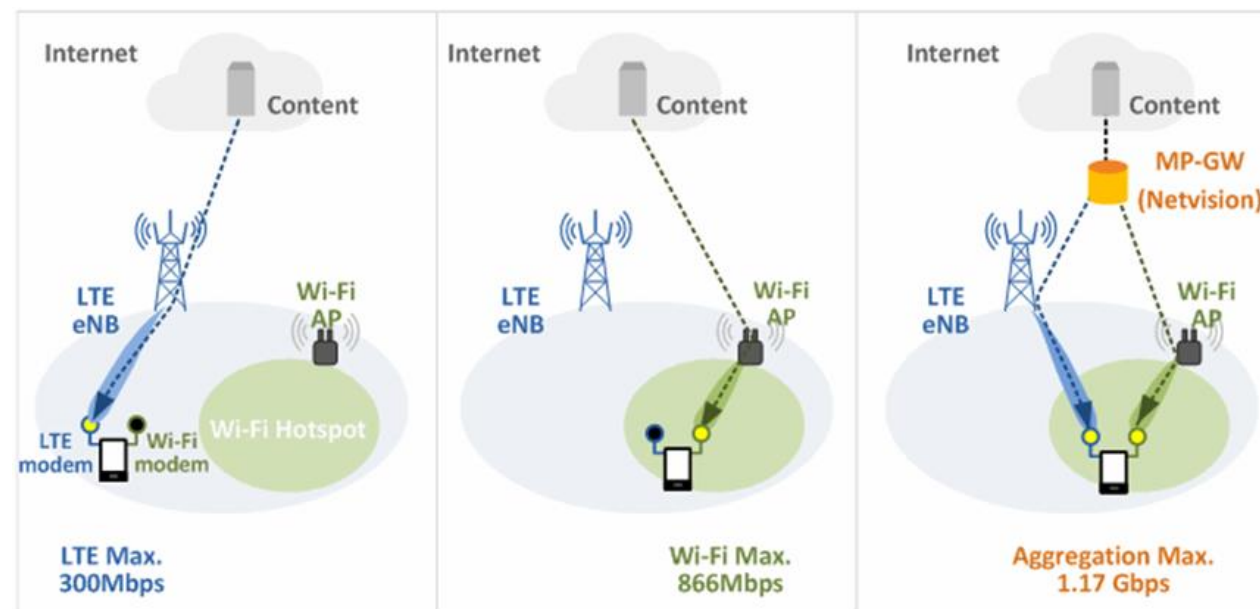 Internet
Content
LTE
eNB
Wi-Fi
AP
Wi-Fi Hotspot
LTE
modem
Wi-Fi
modem
LTE Max.
300Mbps
Internet
Content
LTE
eNB
Wi-Fi
AP
Wi-Fi Max.
866Mbps
Internet
Content
MP-GW
(Netvision)
LTE
eNB
Wi-Fi
AP
Aggregation Max.
1.17 Gbps